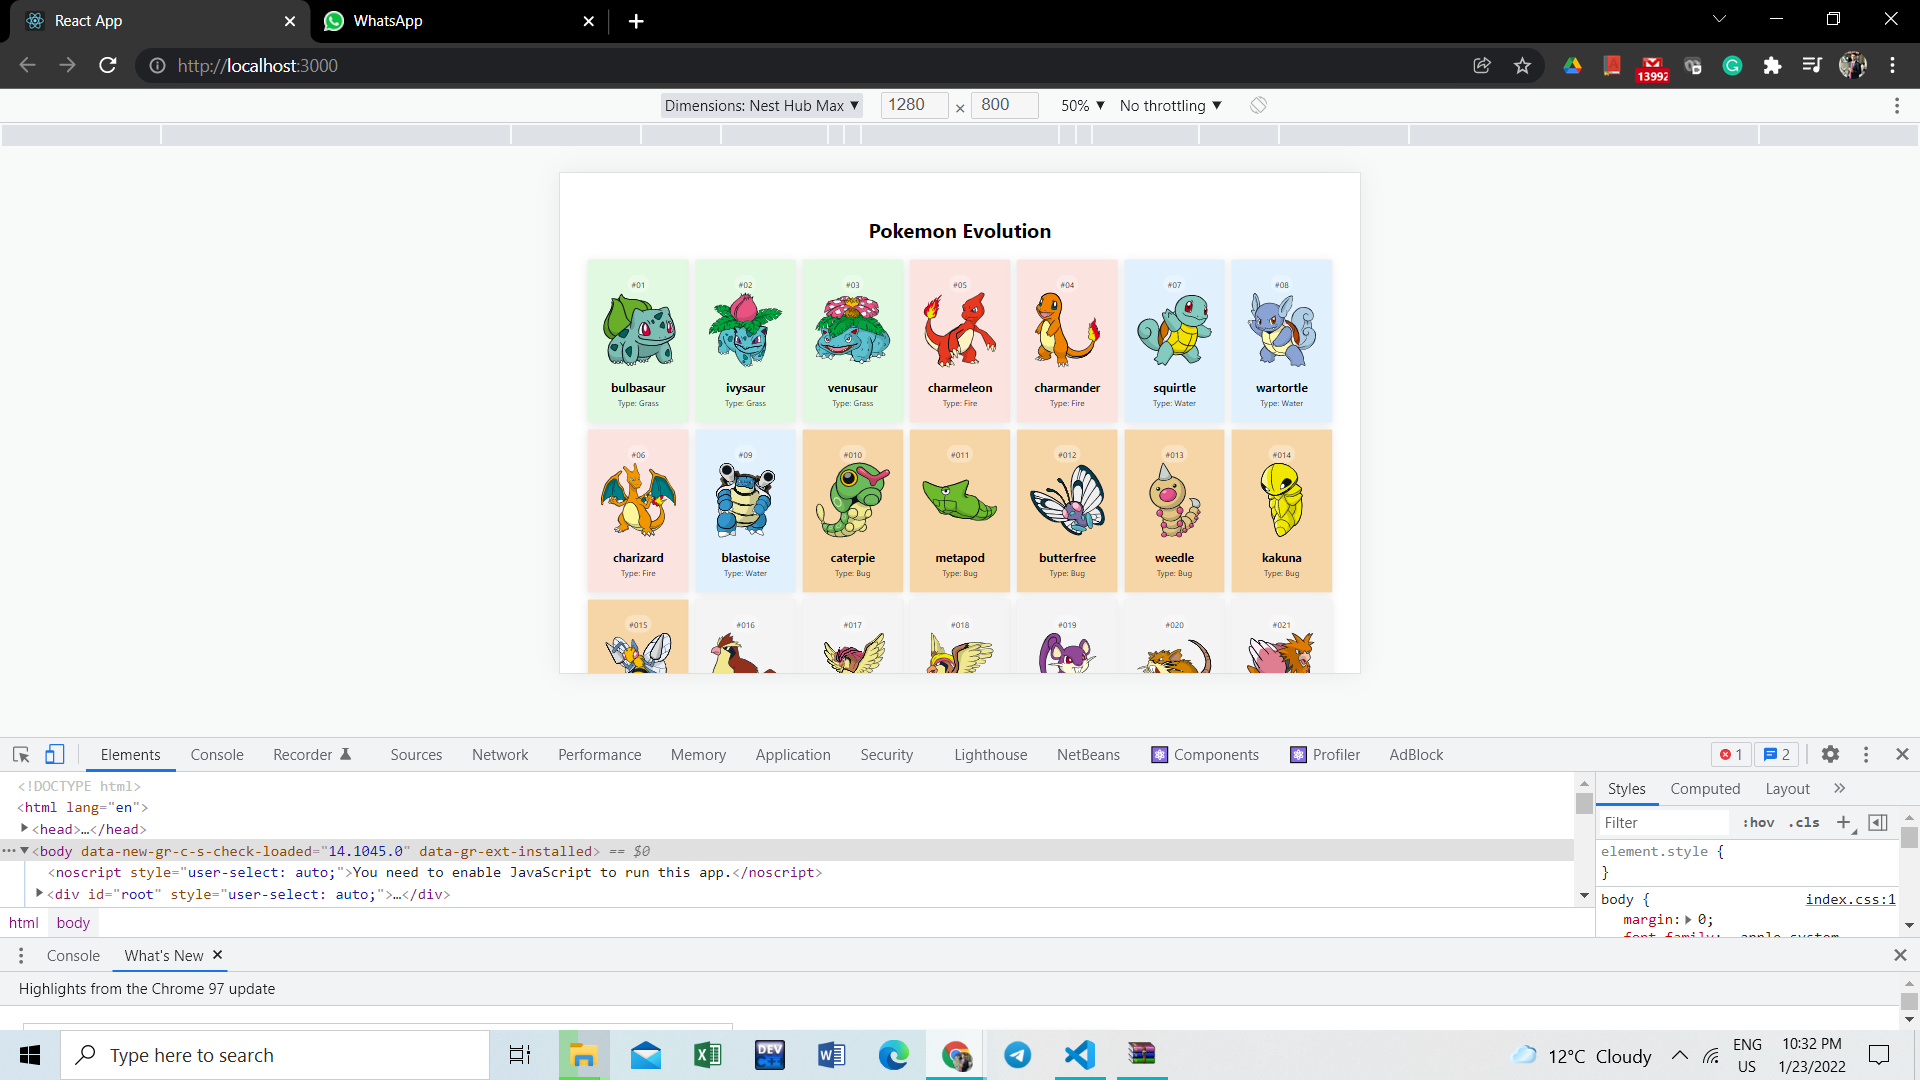 React App
WhatsApp
http://localhost:3000
13992
Dimensions: Nest Hub Max ▼ 1280 × 800 50% ▼ No throttling ▼
Pokemon Evolution
#01 #02 #03 #05 #04 #07 #08
bulbasaur ivysaur venusaur charmeleon charmander squirtle wartortle
Type: Grass Type: Grass Type: Grass Type: Fire Type: Fire Type: Water Type: Water
#06 #09 #010 #011 #012 #013 #014
charizard blastoise caterpie metapod butterfree weedle kakuna
Type: Fire Type: Water Type: Bug Type: Bug Type: Bug Type: Bug Type: Bug
#015 #016 #017 #018 #019 #020 #021
Elements Console Recorder Sources Network Performance Memory Application Security Lighthouse NetBeans Components Profiler AdBlock 1 2
<!DOCTYPE html>
<html lang="en">
<head>…</head>
<body data-new-gr-c-s-check-loaded="14.1045.0" data-gr-ext-installed> == $0
<noscript style="user-select: auto;">You need to enable JavaScript to run this app.</noscript>
<div id="root" style="user-select: auto;">…</div>
html body
Styles Computed Layout »
Filter :hov .cls +
element.style {
}
body { index.css:1
margin: 0;
font-family: -apple-system
Console What's New
Highlights from the Chrome 97 update
Type here to search
DEV C++
12°C Cloudy
ENG US
10:32 PM
1/23/2022